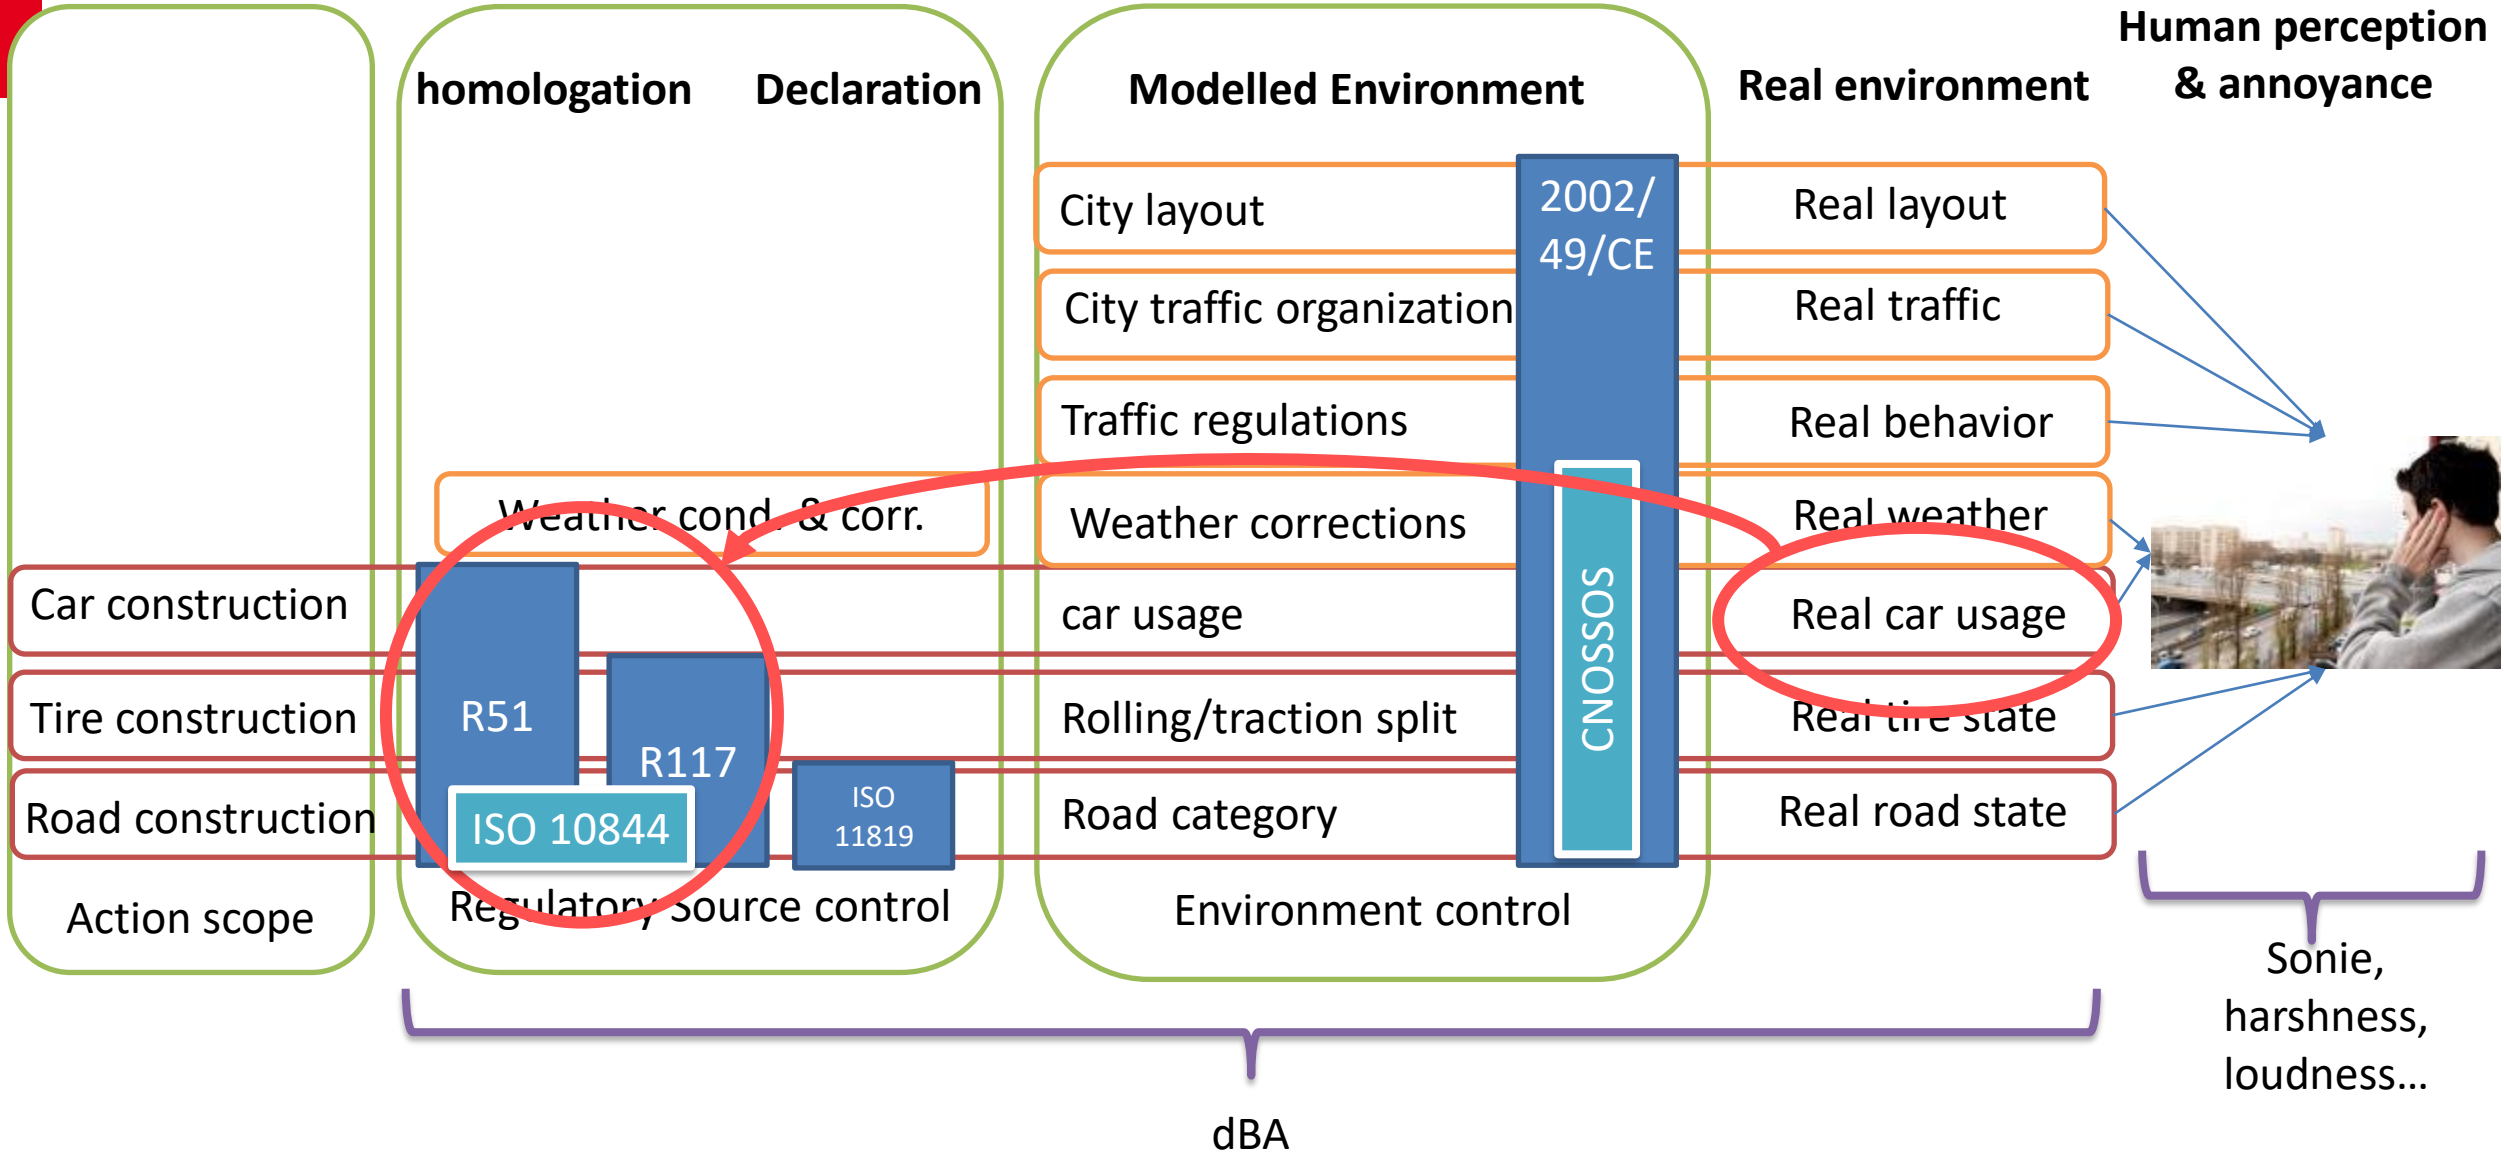 homologation
Declaration
Modelled Environment
Real environment
Human perception
& annoyance
City layout
2002/
49/CE
Real layout
City traffic organization
Real traffic
Traffic regulations
Real behavior
Weather cond. & corr.
Weather corrections
Real weather
Car construction
car usage
CNOSSOS
Real car usage
Tire construction
R51
R117
Rolling/traction split
Real tire state
Road construction
ISO 10844
ISO
11819
Road category
Real road state
Action scope
Regulatory Source control
Environment control
Sonie,
harshness,
loudness...
dBA